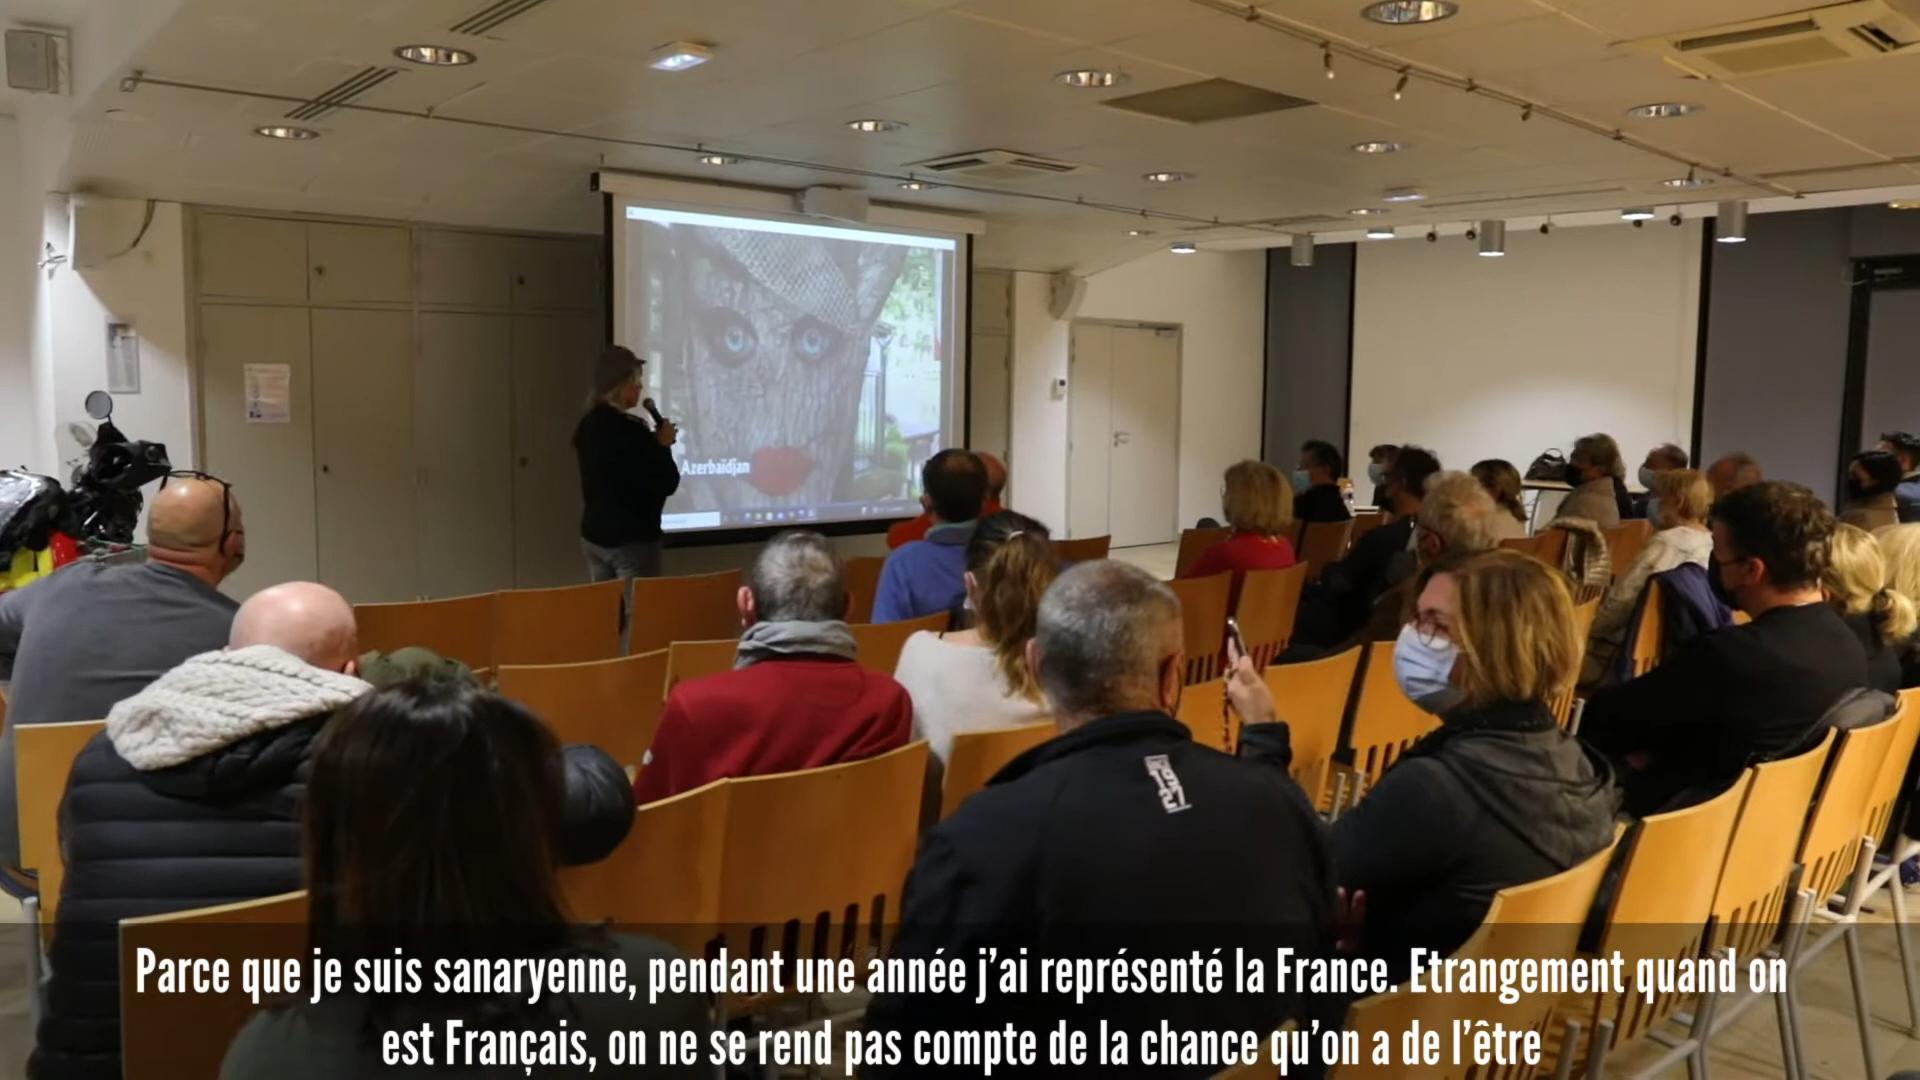 Azerbaïdjan
Parce que je suis sanaryenne, pendant une année j’ai représenté la France. Etrangement quand on
est Français, on ne se rend pas compte de la chance qu’on a de l’être